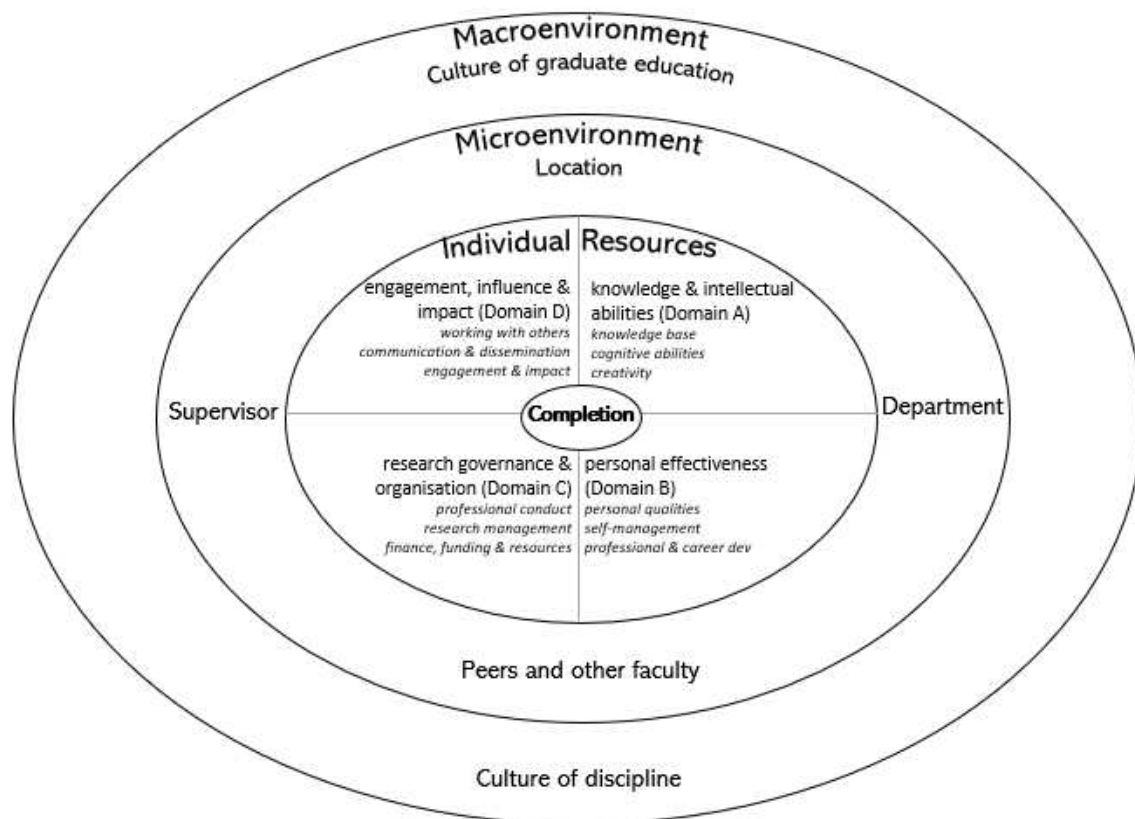 Macroenvironment
Culture of graduate education
Microenvironment
Location
Individual Resources
engagement, influence &
impact (Domain D)
working with others
communication & dissemination
engagement & impact
knowledge & intellectual
abilities (Domain A)
knowledge base
cognitive abilities
creativity
Supervisor
Completion
Department
research governance &
organisation (Domain C)
professional conduct
research management
finance, funding & resources
personal effectiveness
(Domain B)
personal qualities
self-management
professional & career dev
Peers and other faculty
Culture of discipline